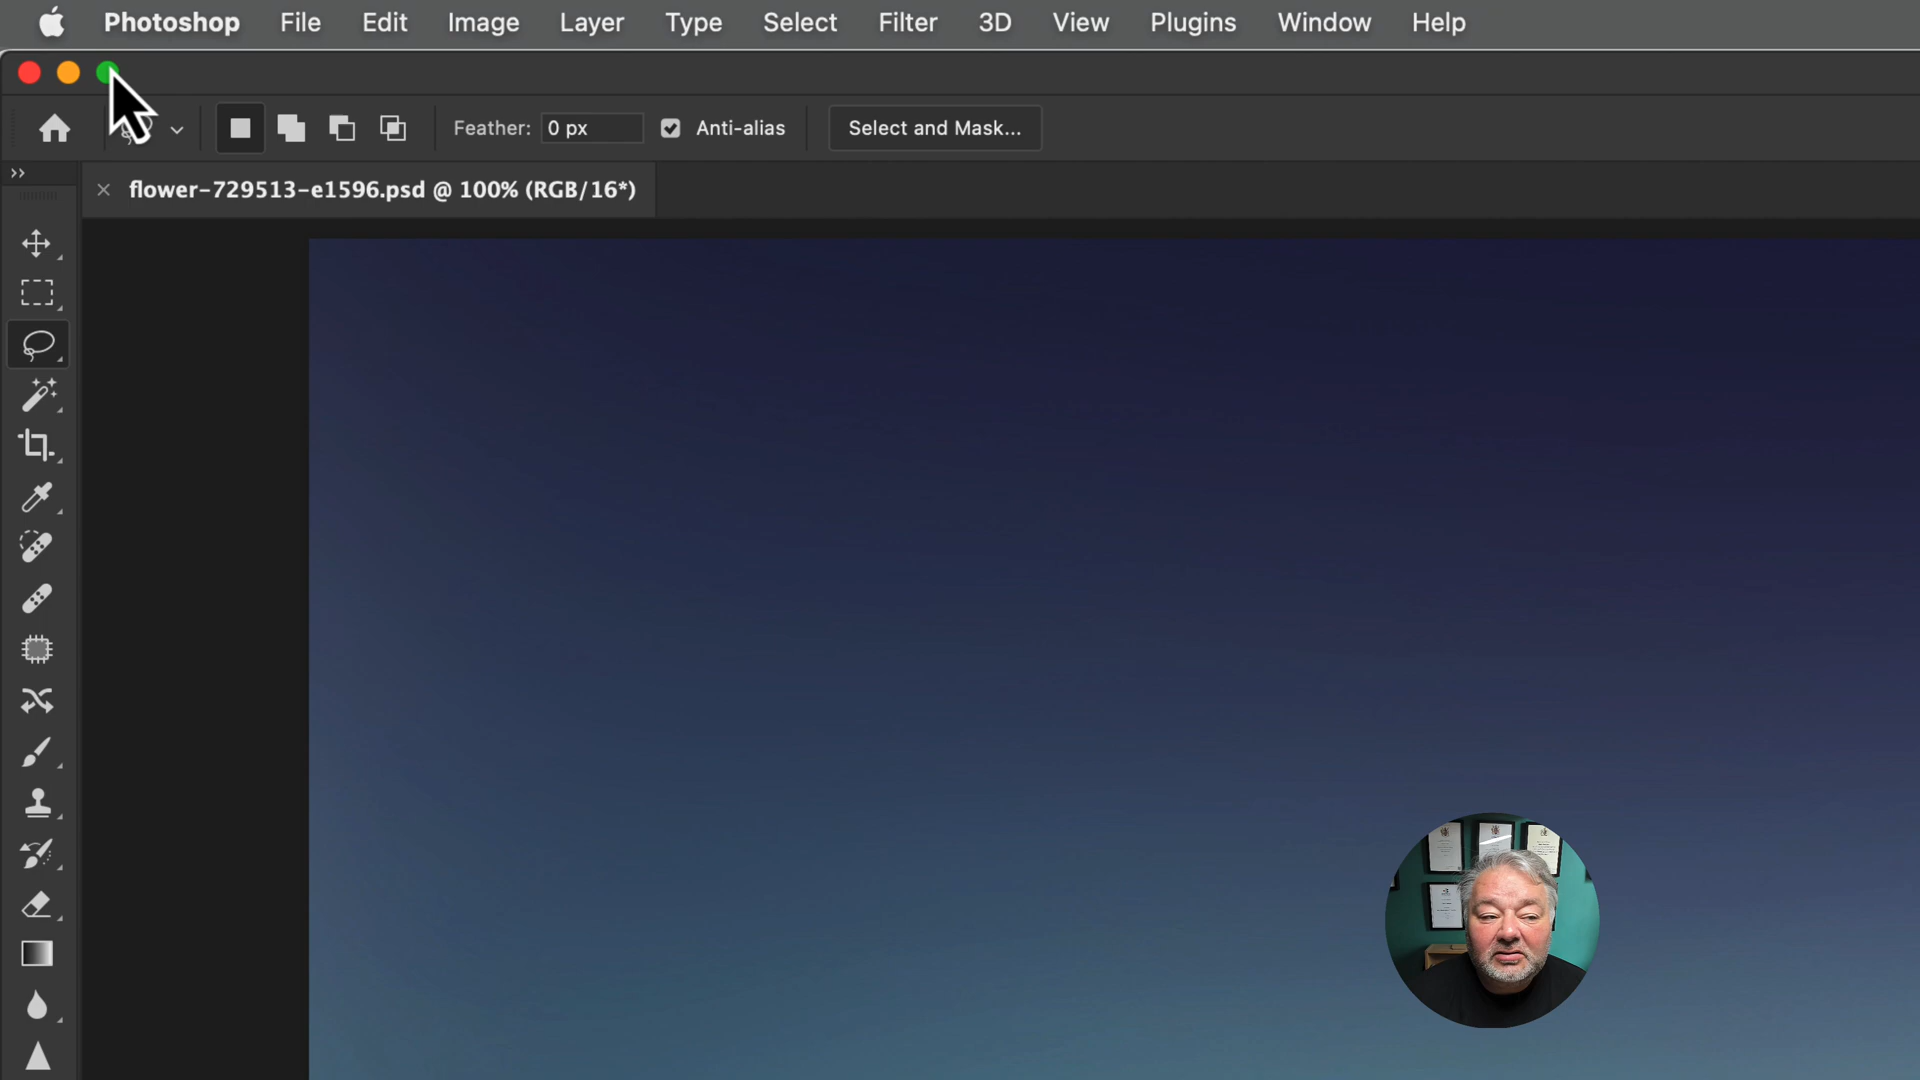 Photoshop File Edit Image Layer Type Select Filter 3D View Plugins Window Help
Feather: 0 px Anti-alias Select and Mask...
flower-729513-e1596.psd @ 100% (RGB/16*)